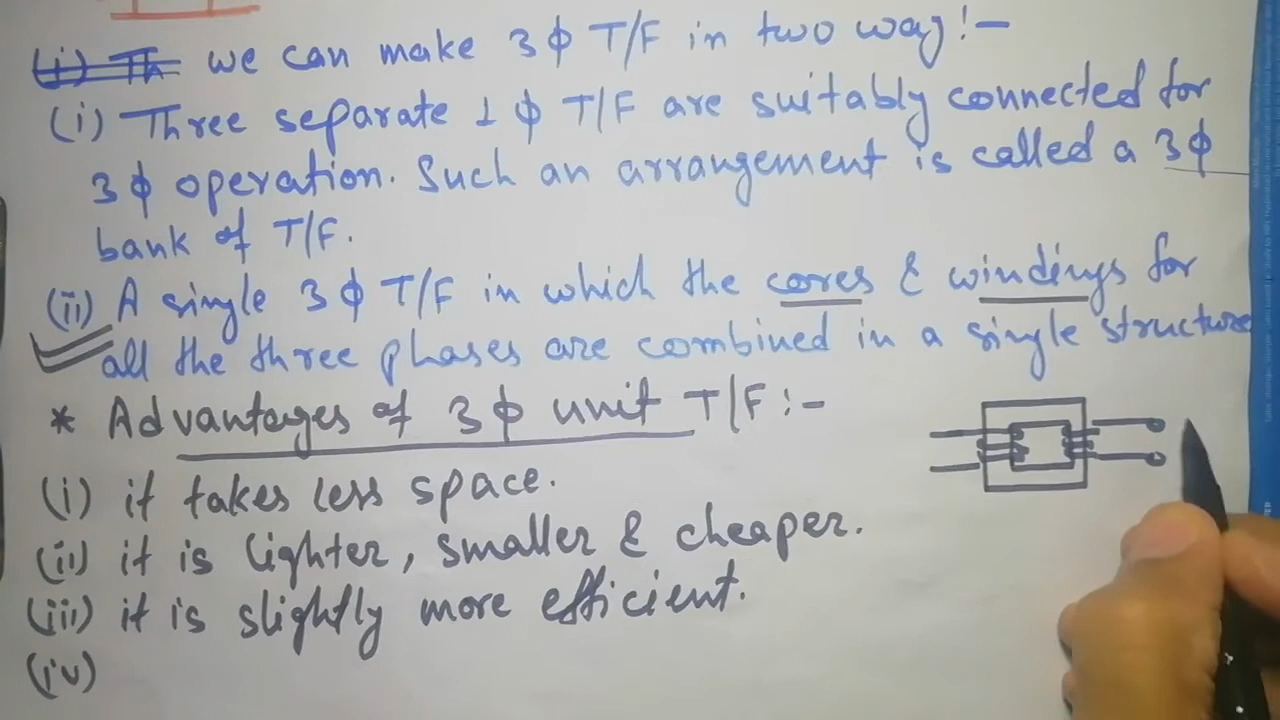 (i) Th we can make 3ϕ T/F in two way:-
(i) Three separate 1ϕ T/F are suitably connected for
3ϕ operation. Such an arrangement is called a 3ϕ
bank of T/F.
(ii) A single 3ϕ T/F in which the cores & windings for
all the three phases are combined in a single structure
* Advantages of 3ϕ unit T/F:-
(i) it takes less space.
(ii) it is lighter, smaller & cheaper.
(iii) it is slightly more efficient.
(iv)